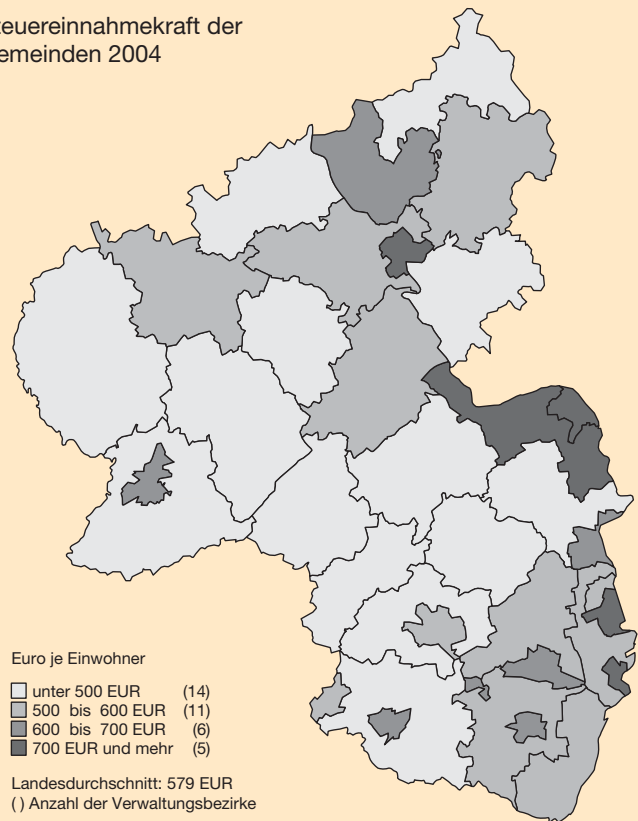 teuereinnahmekraft der
emeinden 2004
Euro je Einwohner
unter 500 EUR (14)
500 bis 600 EUR (11)
600 bis 700 EUR (6)
700 EUR und mehr (5)
Landesdurchschnitt: 579 EUR
( ) Anzahl der Verwaltungsbezirke